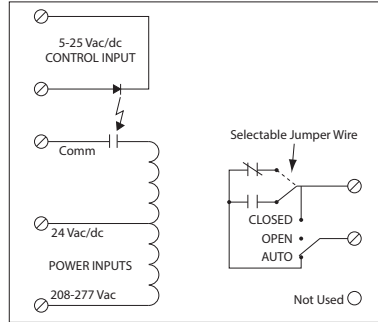 5-25 Vac/dc
CONTROL INPUT
Comm
24 Vac/dc
POWER INPUTS
208-277 Vac
Selectable Jumper Wire
CLOSED
OPEN
AUTO
Not Used